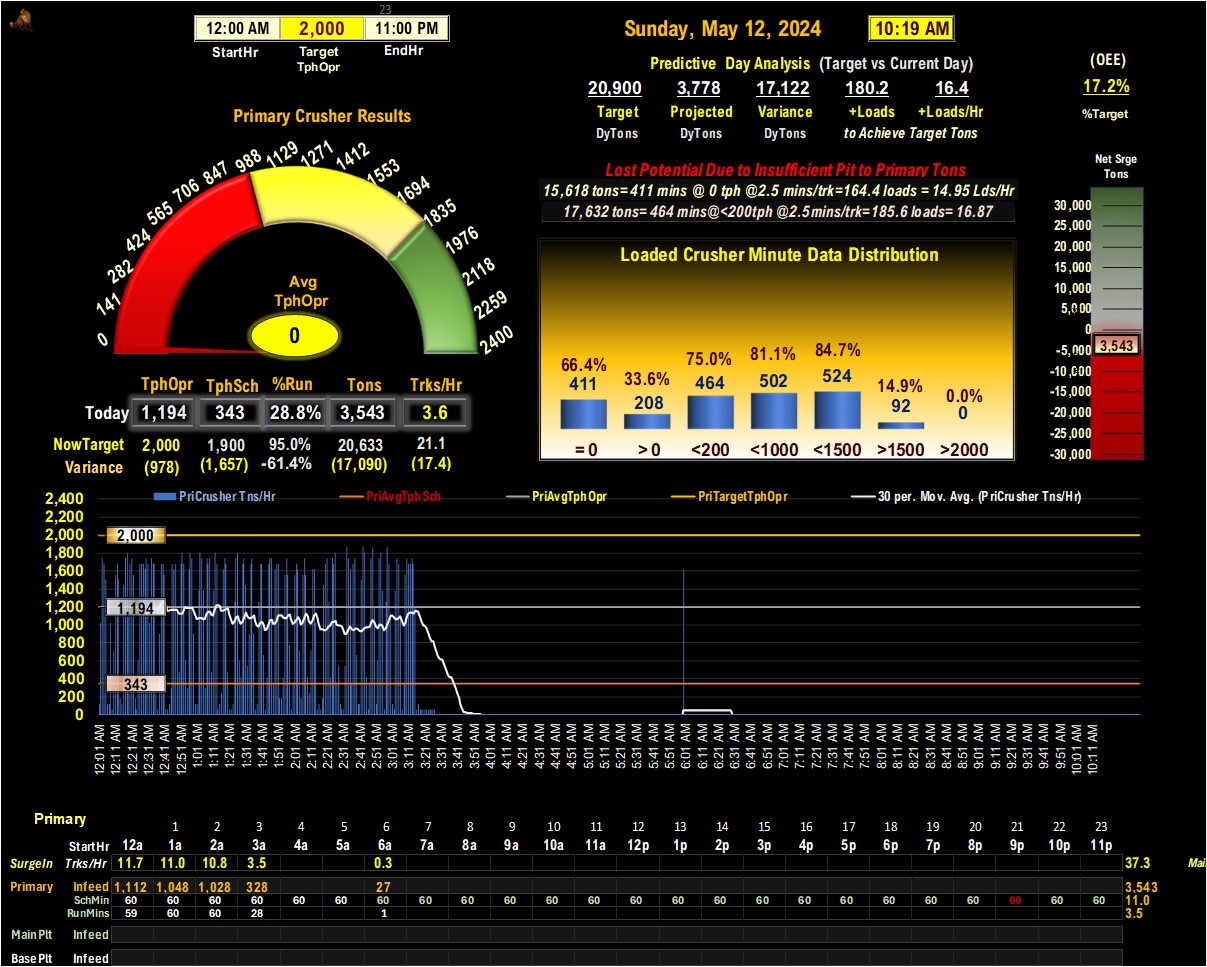 23
12:00 AM 2,000 11:00 PM
StartHr Target TphOpr EndHr
Sunday, May 12, 2024 10:19 AM
Predictive Day Analysis (Target vs Current Day)
20,900 3,778 17,122 180.2 16.4
Target Projected Variance +Loads +Loads/Hr
DyTons DyTons DyTons to Achieve Target Tons
(OEE)
17.2%
%Target
Primary Crusher Results
0 141 282 424 565 706 847 988 1129 1271 1412 1553 1694 1835 1976 2118 2259 2400
Avg
TphOpr
0
Lost Potential Due to Insufficient Pit to Primary Tons
15,618 tons=411 mins @ 0 tph @2.5 mins/trk=164.4 loads = 14.95 Lds/Hr
17,632 tons= 464 mins@<200tph @2.5mins/trk=185.6 loads= 16.87
Loaded Crusher Minute Data Distribution
66.4% 33.6% 75.0% 81.1% 84.7% 14.9% 0.0%
411 208 464 502 524 92 0
= 0 > 0 <200 <1000 <1500 >1500 >2000
Net Srge
Tons
30,000
25,000
20,000
15,000
10,000
5,000
0
-5,000
-10,000
-15,000
-20,000
-25,000
-30,000
3,543
TphOpr TphSch %Run Tons Trks/Hr
Today 1,194 343 28.8% 3,543 3.6
NowTarget 2,000 1,900 95.0% 20,633 21.1
Variance (978) (1,657) -61.4% (17,090) (17.4)
PriCrusher Tns/Hr PriAvgTphSch PriAvgTphOpr PriTargetTphOpr 30 per. Mov. Avg. (PriCrusher Tns/Hr)
2,400
2,200
2,000
1,800
1,600
1,400
1,200
1,000
800
600
400
200
0
2,000
1,194
343
12:01 AM 12:11 AM 12:21 AM 12:31 AM 12:41 AM 12:51 AM 1:01 AM 1:11 AM 1:21 AM 1:31 AM 1:41 AM 1:51 AM 2:01 AM 2:11 AM 2:21 AM 2:31 AM 2:41 AM 2:51 AM 3:01 AM 3:11 AM 3:21 AM 3:31 AM 3:41 AM 3:51 AM 4:01 AM 4:11 AM 4:21 AM 4:31 AM 4:41 AM 4:51 AM 5:01 AM 5:11 AM 5:21 AM 5:31 AM 5:41 AM 5:51 AM 6:01 AM 6:11 AM 6:21 AM 6:31 AM 6:41 AM 6:51 AM 7:01 AM 7:11 AM 7:21 AM 7:31 AM 7:41 AM 7:51 AM 8:01 AM 8:11 AM 8:21 AM 8:31 AM 8:41 AM 8:51 AM 9:01 AM 9:11 AM 9:21 AM 9:31 AM 9:41 AM 9:51 AM 10:01 AM 10:11 AM
Primary
1 2 3 4 5 6 7 8 9 10 11 12 13 14 15 16 17 18 19 20 21 22 23
StartHr 12a 1a 2a 3a 4a 5a 6a 7a 8a 9a 10a 11a 12p 1p 2p 3p 4p 5p 6p 7p 8p 9p 10p 11p
SurgeIn Trks/Hr 11.7 11.0 10.8 3.5 0.3 37.3
Primary Infeed 1,112 1,048 1,028 328 27 3,543
SchMin 60 60 60 60 60 60 60 60 60 60 60 60 60 60 60 60 60 60 60 60 60 60 60 60 11.0
RunMins 59 60 60 28 1 3.5
MainPlt Infeed
BasePlt Infeed